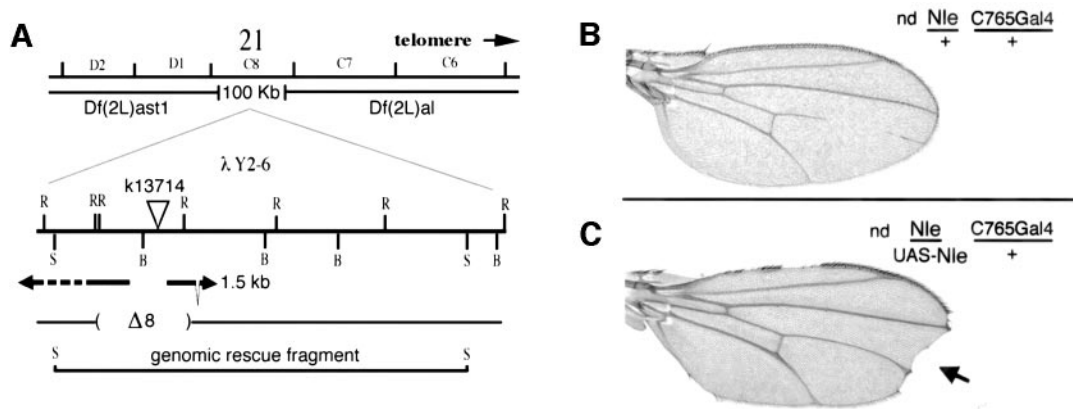 A
21
telomere
D2 D1 C8 C7 C6
100 Kb
Df(2L)ast1 Df(2L)al
λ Y2-6
k13714
R RR R R R R
S B B B S B
1.5 kb
( Δ8 )
S genomic rescue fragment S
B
nd Nle C765Gal4
+ +
C
nd Nle C765Gal4
UAS-Nle +